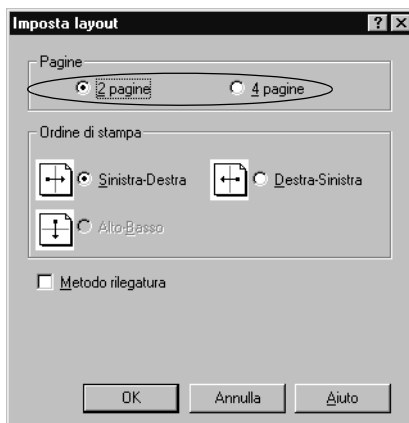 Imposta layout
Pagine
2 pagine 4 pagine
Ordine di stampa
Sinistra-Destra Destra-Sinistra
Alto-Basso
Metodo rilegatura
OK Annulla Aiuto